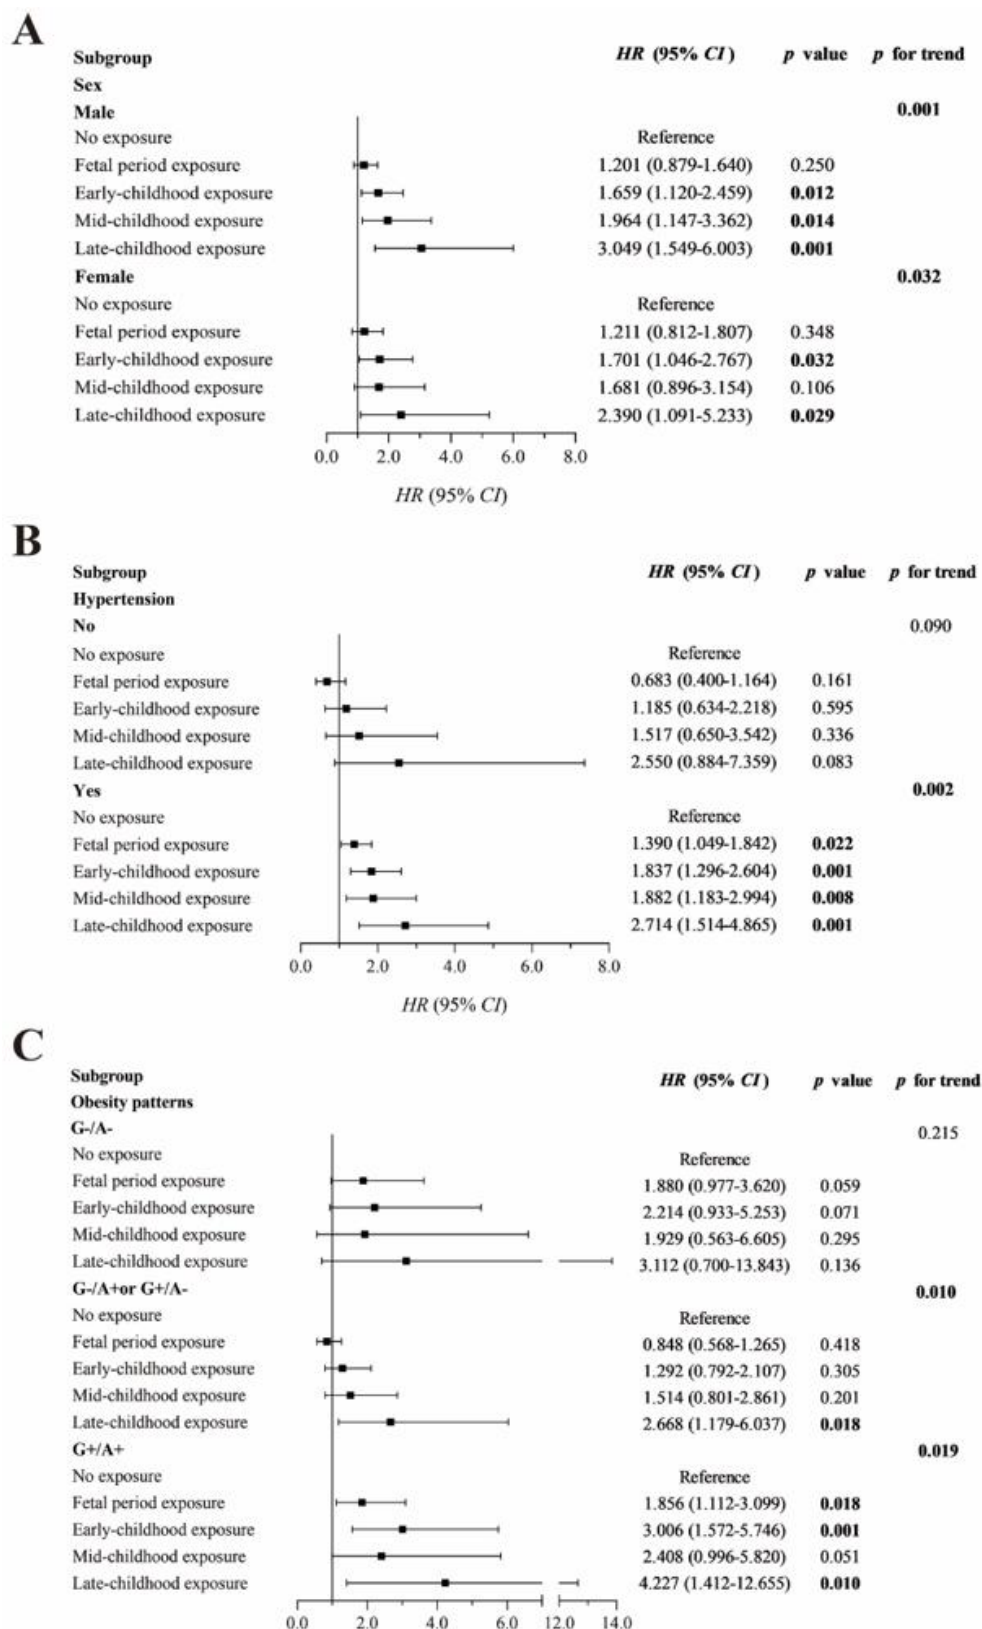 A
Subgroup HR (95% CI) p value p for trend
Sex
Male 0.001
No exposure Reference
Fetal period exposure 1.201 (0.879-1.640) 0.250
Early-childhood exposure 1.659 (1.120-2.459) 0.012
Mid-childhood exposure 1.964 (1.147-3.362) 0.014
Late-childhood exposure 3.049 (1.549-6.003) 0.001
Female 0.032
No exposure Reference
Fetal period exposure 1.211 (0.812-1.807) 0.348
Early-childhood exposure 1.701 (1.046-2.767) 0.032
Mid-childhood exposure 1.681 (0.896-3.154) 0.106
Late-childhood exposure 2.390 (1.091-5.233) 0.029
0.0 2.0 4.0 6.0 8.0
HR (95% CI)
B
Subgroup HR (95% CI) p value p for trend
Hypertension
No 0.090
No exposure Reference
Fetal period exposure 0.683 (0.400-1.164) 0.161
Early-childhood exposure 1.185 (0.634-2.218) 0.595
Mid-childhood exposure 1.517 (0.650-3.542) 0.336
Late-childhood exposure 2.550 (0.884-7.359) 0.083
Yes 0.002
No exposure Reference
Fetal period exposure 1.390 (1.049-1.842) 0.022
Early-childhood exposure 1.837 (1.296-2.604) 0.001
Mid-childhood exposure 1.882 (1.183-2.994) 0.008
Late-childhood exposure 2.714 (1.514-4.865) 0.001
0.0 2.0 4.0 6.0 8.0
HR (95% CI)
C
Subgroup HR (95% CI) p value p for trend
Obesity patterns
G-/A- 0.215
No exposure Reference
Fetal period exposure 1.880 (0.977-3.620) 0.059
Early-childhood exposure 2.214 (0.933-5.253) 0.071
Mid-childhood exposure 1.929 (0.563-6.605) 0.295
Late-childhood exposure 3.112 (0.700-13.843) 0.136
G-/A+or G+/A- 0.010
No exposure Reference
Fetal period exposure 0.848 (0.568-1.265) 0.418
Early-childhood exposure 1.292 (0.792-2.107) 0.305
Mid-childhood exposure 1.514 (0.801-2.861) 0.201
Late-childhood exposure 2.668 (1.179-6.037) 0.018
G+/A+ 0.019
No exposure Reference
Fetal period exposure 1.856 (1.112-3.099) 0.018
Early-childhood exposure 3.006 (1.572-5.746) 0.001
Mid-childhood exposure 2.408 (0.996-5.820) 0.051
Late-childhood exposure 4.227 (1.412-12.655) 0.010
0.0 2.0 4.0 6.0 12.0 14.0